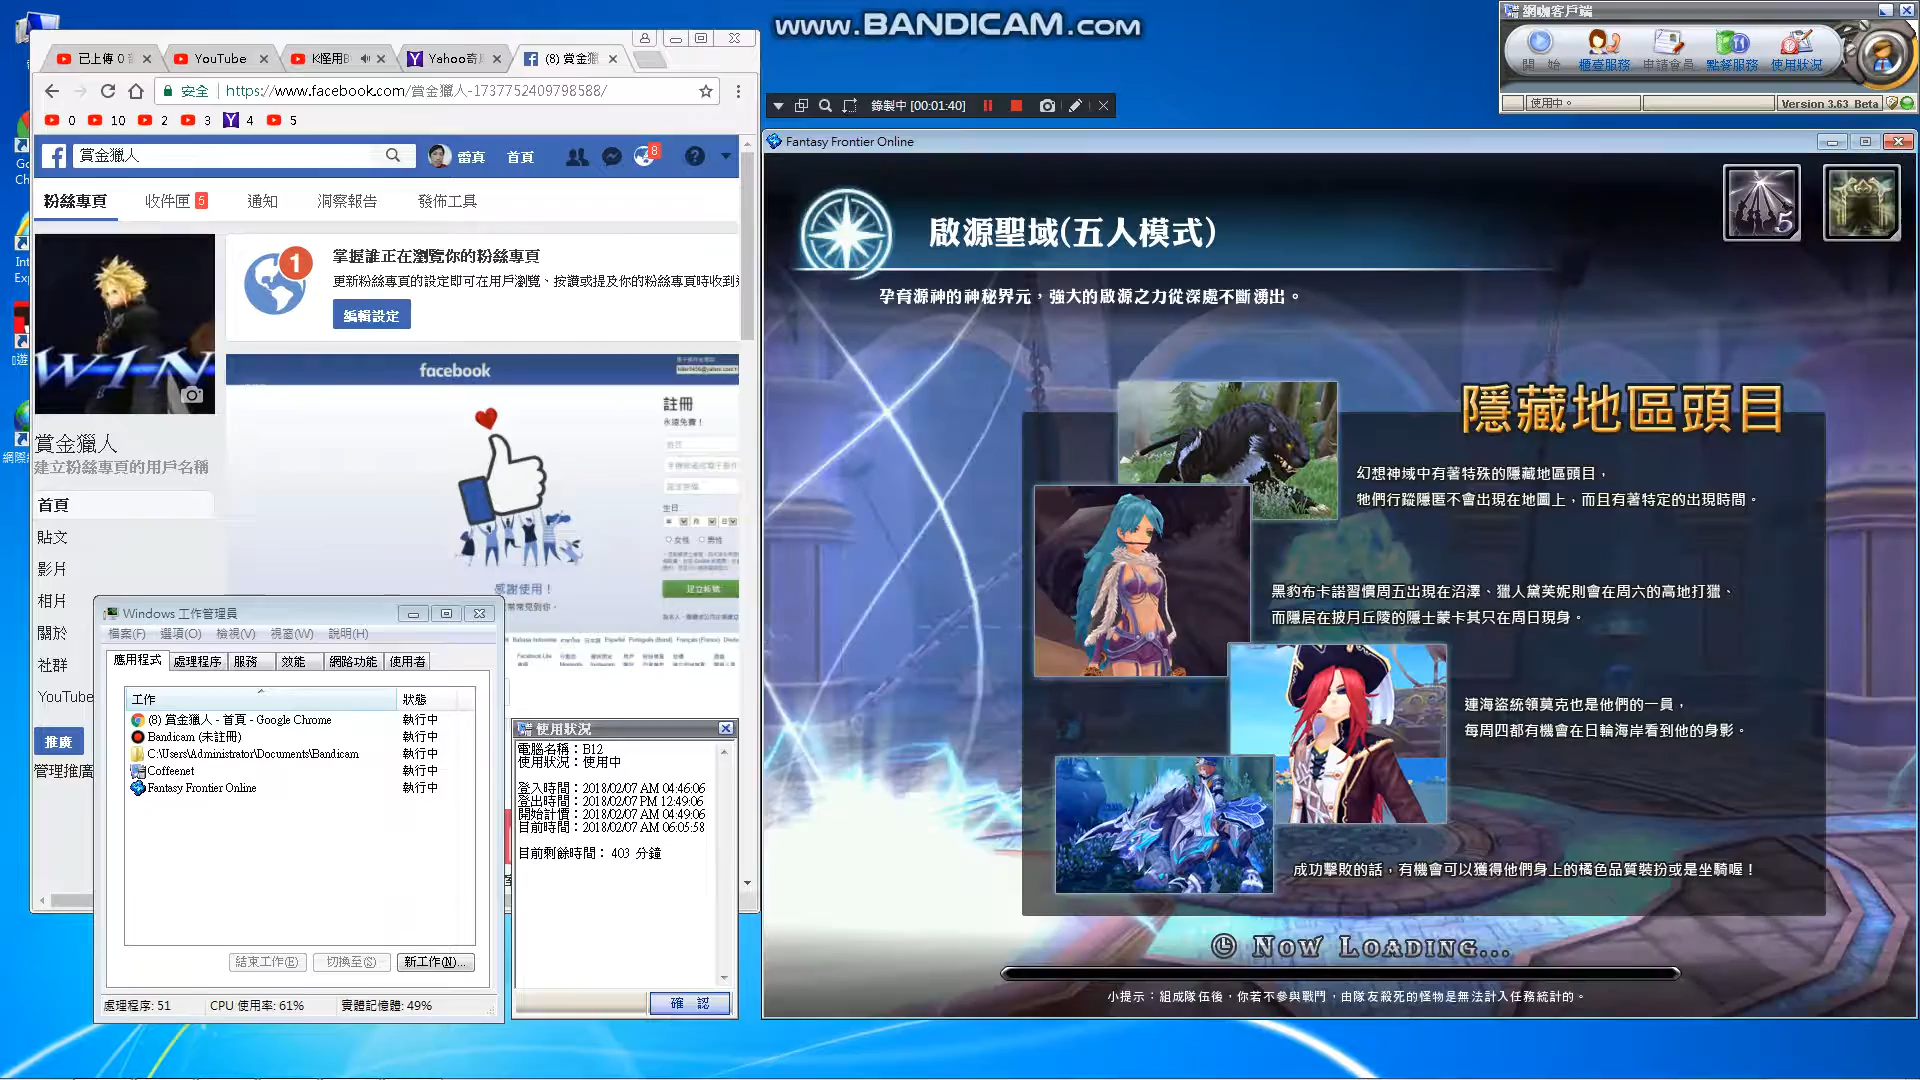 www.BANDICAM.com
網咖客戶端
開 始
櫃臺服務
申請會員
點餐服務
使用狀況
使用中。
Version 3.63 Beta
錄製中 [00:01:40]
已上傳 0
YouTube
K怪用B
Yahoo奇
(8) 賞金獵
安全
https://www.facebook.com/賞金獵人-1737752409798588/
0
10
2
3
4
5
賞金獵人
雷真
首頁
8
粉絲專頁
收件匣 5
通知
洞察報告
發佈工具
1
掌握誰正在瀏覽你的粉絲專頁
更新粉絲專頁的設定即可在用戶瀏覽、按讚或提及你的粉絲專頁時收到
編輯設定
WIN
facebook
註冊
永遠免費！
生日
女性
男性
建立帳號
感謝使用！
賞金獵人
建立粉絲專頁的用戶名稱
首頁
貼文
影片
相片
關於
社群
YouTube
推廣
管理推廣
Windows 工作管理員
檔案(F) 選項(O) 檢視(V) 視窗(W) 說明(H)
應用程式 處理程序 服務 效能 網路功能 使用者
工作 狀態
(8) 賞金獵人 - 首頁 - Google Chrome 執行中
Bandicam (未註冊) 執行中
C:\Users\Administrator\Documents\Bandicam 執行中
Coffeenet 執行中
Fantasy Frontier Online 執行中
結束工作(E) 切換至(S) 新工作(N)...
處理程序: 51 CPU 使用率: 61% 實體記憶體: 49%
使用狀況
電腦名稱：B12
使用狀況：使用中
登入時間：2018/02/07 AM 04:46:06
登出時間：2018/02/07 PM 12:49:06
開始計價：2018/02/07 AM 04:49:06
目前時間：2018/02/07 AM 06:05:58
目前剩餘時間： 403 分鐘
確 認
Fantasy Frontier Online
啟源聖域(五人模式)
5
孕育源神的神秘界元，強大的啟源之力從深處不斷湧出。
隱藏地區頭目
幻想神域中有著特殊的隱藏地區頭目，
牠們行蹤隱匿不會出現在地圖上，而且有著特定的出現時間。
黑豹布卡諾習慣周五出現在沼澤、獵人黛芙妮則會在周六的高地打獵、
而隱居在披月丘陵的隱士蒙卡其只在周日現身。
連海盜統領莫克也是他們的一員，
每周四都有機會在日輪海岸看到他的身影。
成功擊敗的話，有機會可以獲得他們身上的橘色品質裝扮或是坐騎喔！
Now Loading...
小提示：組成隊伍後，你若不參與戰鬥，由隊友殺死的怪物是無法計入任務統計的。